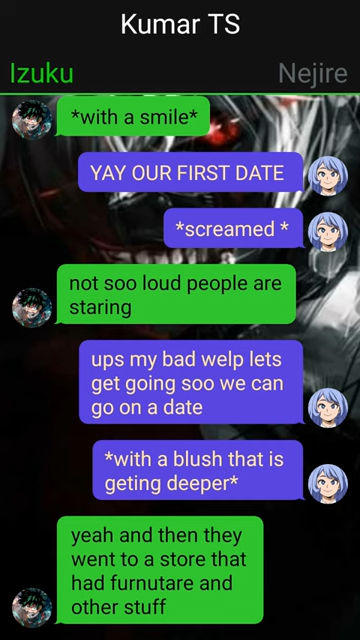 Kumar TS
Izuku
Nejire
*with a smile*
YAY OUR FIRST DATE
*screamed *
not soo loud people are
staring
ups my bad welp lets
get going soo we can
go on a date
*with a blush that is
geting deeper*
yeah and then they
went to a store that
had furnutare and
other stuff